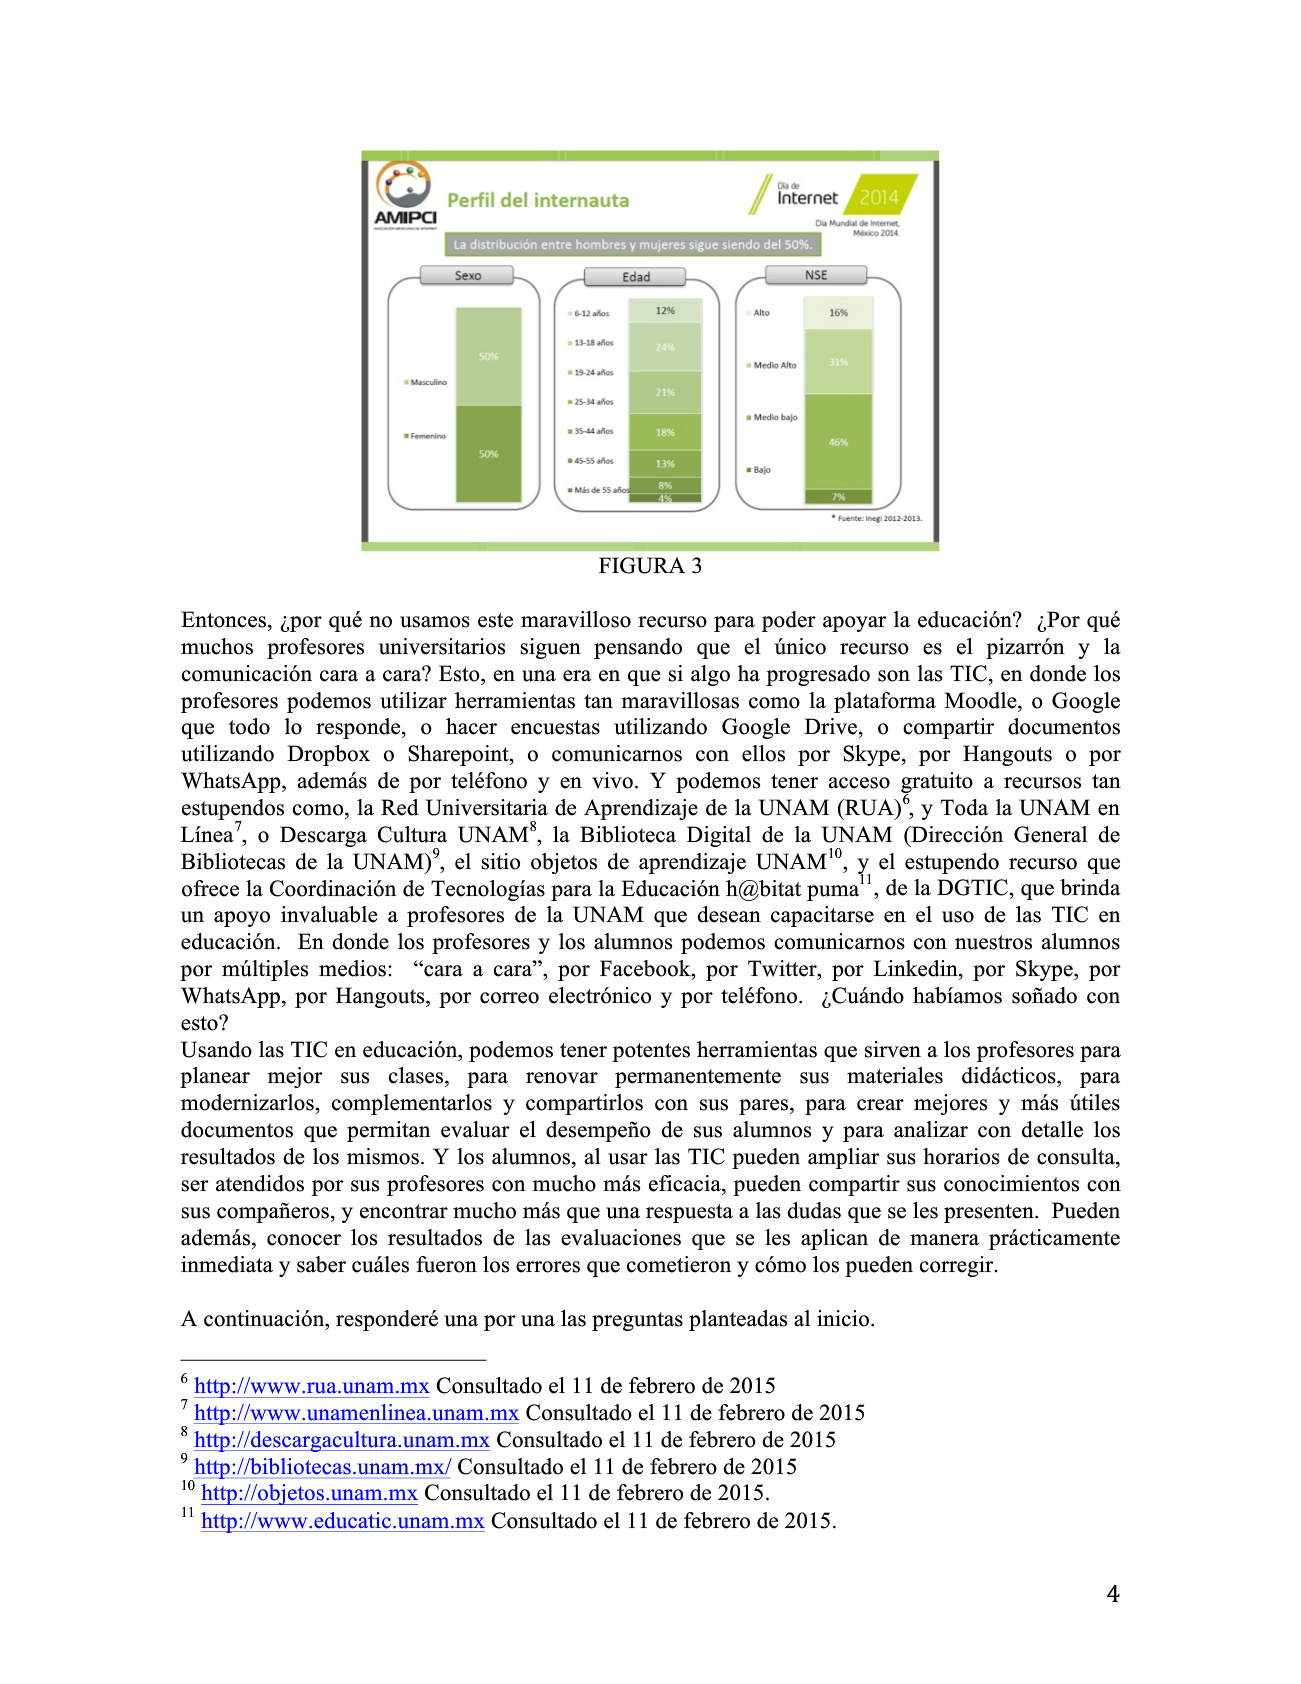 AMIPCI
Perfil del internauta
Día de
Internet 2014
Día Mundial de Internet,
México 2014.
La distribución entre hombres y mujeres sigue siendo del 50%.
Sexo
50%
Masculino
Femenino
50%
Edad
6-12 años 12%
13-18 años 24%
19-24 años 21%
25-34 años 18%
35-44 años 13%
45-55 años 8%
Más de 55 años 4%
NSE
Alto 16%
Medio Alto 31%
Medio bajo 46%
Bajo 7%
* Fuente: Inegi 2012-2013.
FIGURA 3
Entonces, ¿por qué no usamos este maravilloso recurso para poder apoyar la educación? ¿Por qué
muchos profesores universitarios siguen pensando que el único recurso es el pizarrón y la
comunicación cara a cara? Esto, en una era en que si algo ha progresado son las TIC, en donde los
profesores podemos utilizar herramientas tan maravillosas como la plataforma Moodle, o Google
que todo lo responde, o hacer encuestas utilizando Google Drive, o compartir documentos
utilizando Dropbox o Sharepoint, o comunicarnos con ellos por Skype, por Hangouts o por
WhatsApp, además de por teléfono y en vivo. Y podemos tener acceso gratuito a recursos tan
estupendos como, la Red Universitaria de Aprendizaje de la UNAM (RUA)6, y Toda la UNAM en
Línea7, o Descarga Cultura UNAM8, la Biblioteca Digital de la UNAM (Dirección General de
Bibliotecas de la UNAM)9, el sitio objetos de aprendizaje UNAM10, y el estupendo recurso que
ofrece la Coordinación de Tecnologías para la Educación h@bitat puma11, de la DGTIC, que brinda
un apoyo invaluable a profesores de la UNAM que desean capacitarse en el uso de las TIC en
educación. En donde los profesores y los alumnos podemos comunicarnos con nuestros alumnos
por múltiples medios: “cara a cara”, por Facebook, por Twitter, por Linkedin, por Skype, por
WhatsApp, por Hangouts, por correo electrónico y por teléfono. ¿Cuándo habíamos soñado con
esto?
Usando las TIC en educación, podemos tener potentes herramientas que sirven a los profesores para
planear mejor sus clases, para renovar permanentemente sus materiales didácticos, para
modernizarlos, complementarlos y compartirlos con sus pares, para crear mejores y más útiles
documentos que permitan evaluar el desempeño de sus alumnos y para analizar con detalle los
resultados de los mismos. Y los alumnos, al usar las TIC pueden ampliar sus horarios de consulta,
ser atendidos por sus profesores con mucho más eficacia, pueden compartir sus conocimientos con
sus compañeros, y encontrar mucho más que una respuesta a las dudas que se les presenten. Pueden
además, conocer los resultados de las evaluaciones que se les aplican de manera prácticamente
inmediata y saber cuáles fueron los errores que cometieron y cómo los pueden corregir.
A continuación, responderé una por una las preguntas planteadas al inicio.
6 http://www.rua.unam.mx Consultado el 11 de febrero de 2015
7 http://www.unamenlinea.unam.mx Consultado el 11 de febrero de 2015
8 http://descargacultura.unam.mx Consultado el 11 de febrero de 2015
9 http://bibliotecas.unam.mx/ Consultado el 11 de febrero de 2015
10 http://objetos.unam.mx Consultado el 11 de febrero de 2015.
11 http://www.educatic.unam.mx Consultado el 11 de febrero de 2015.
4